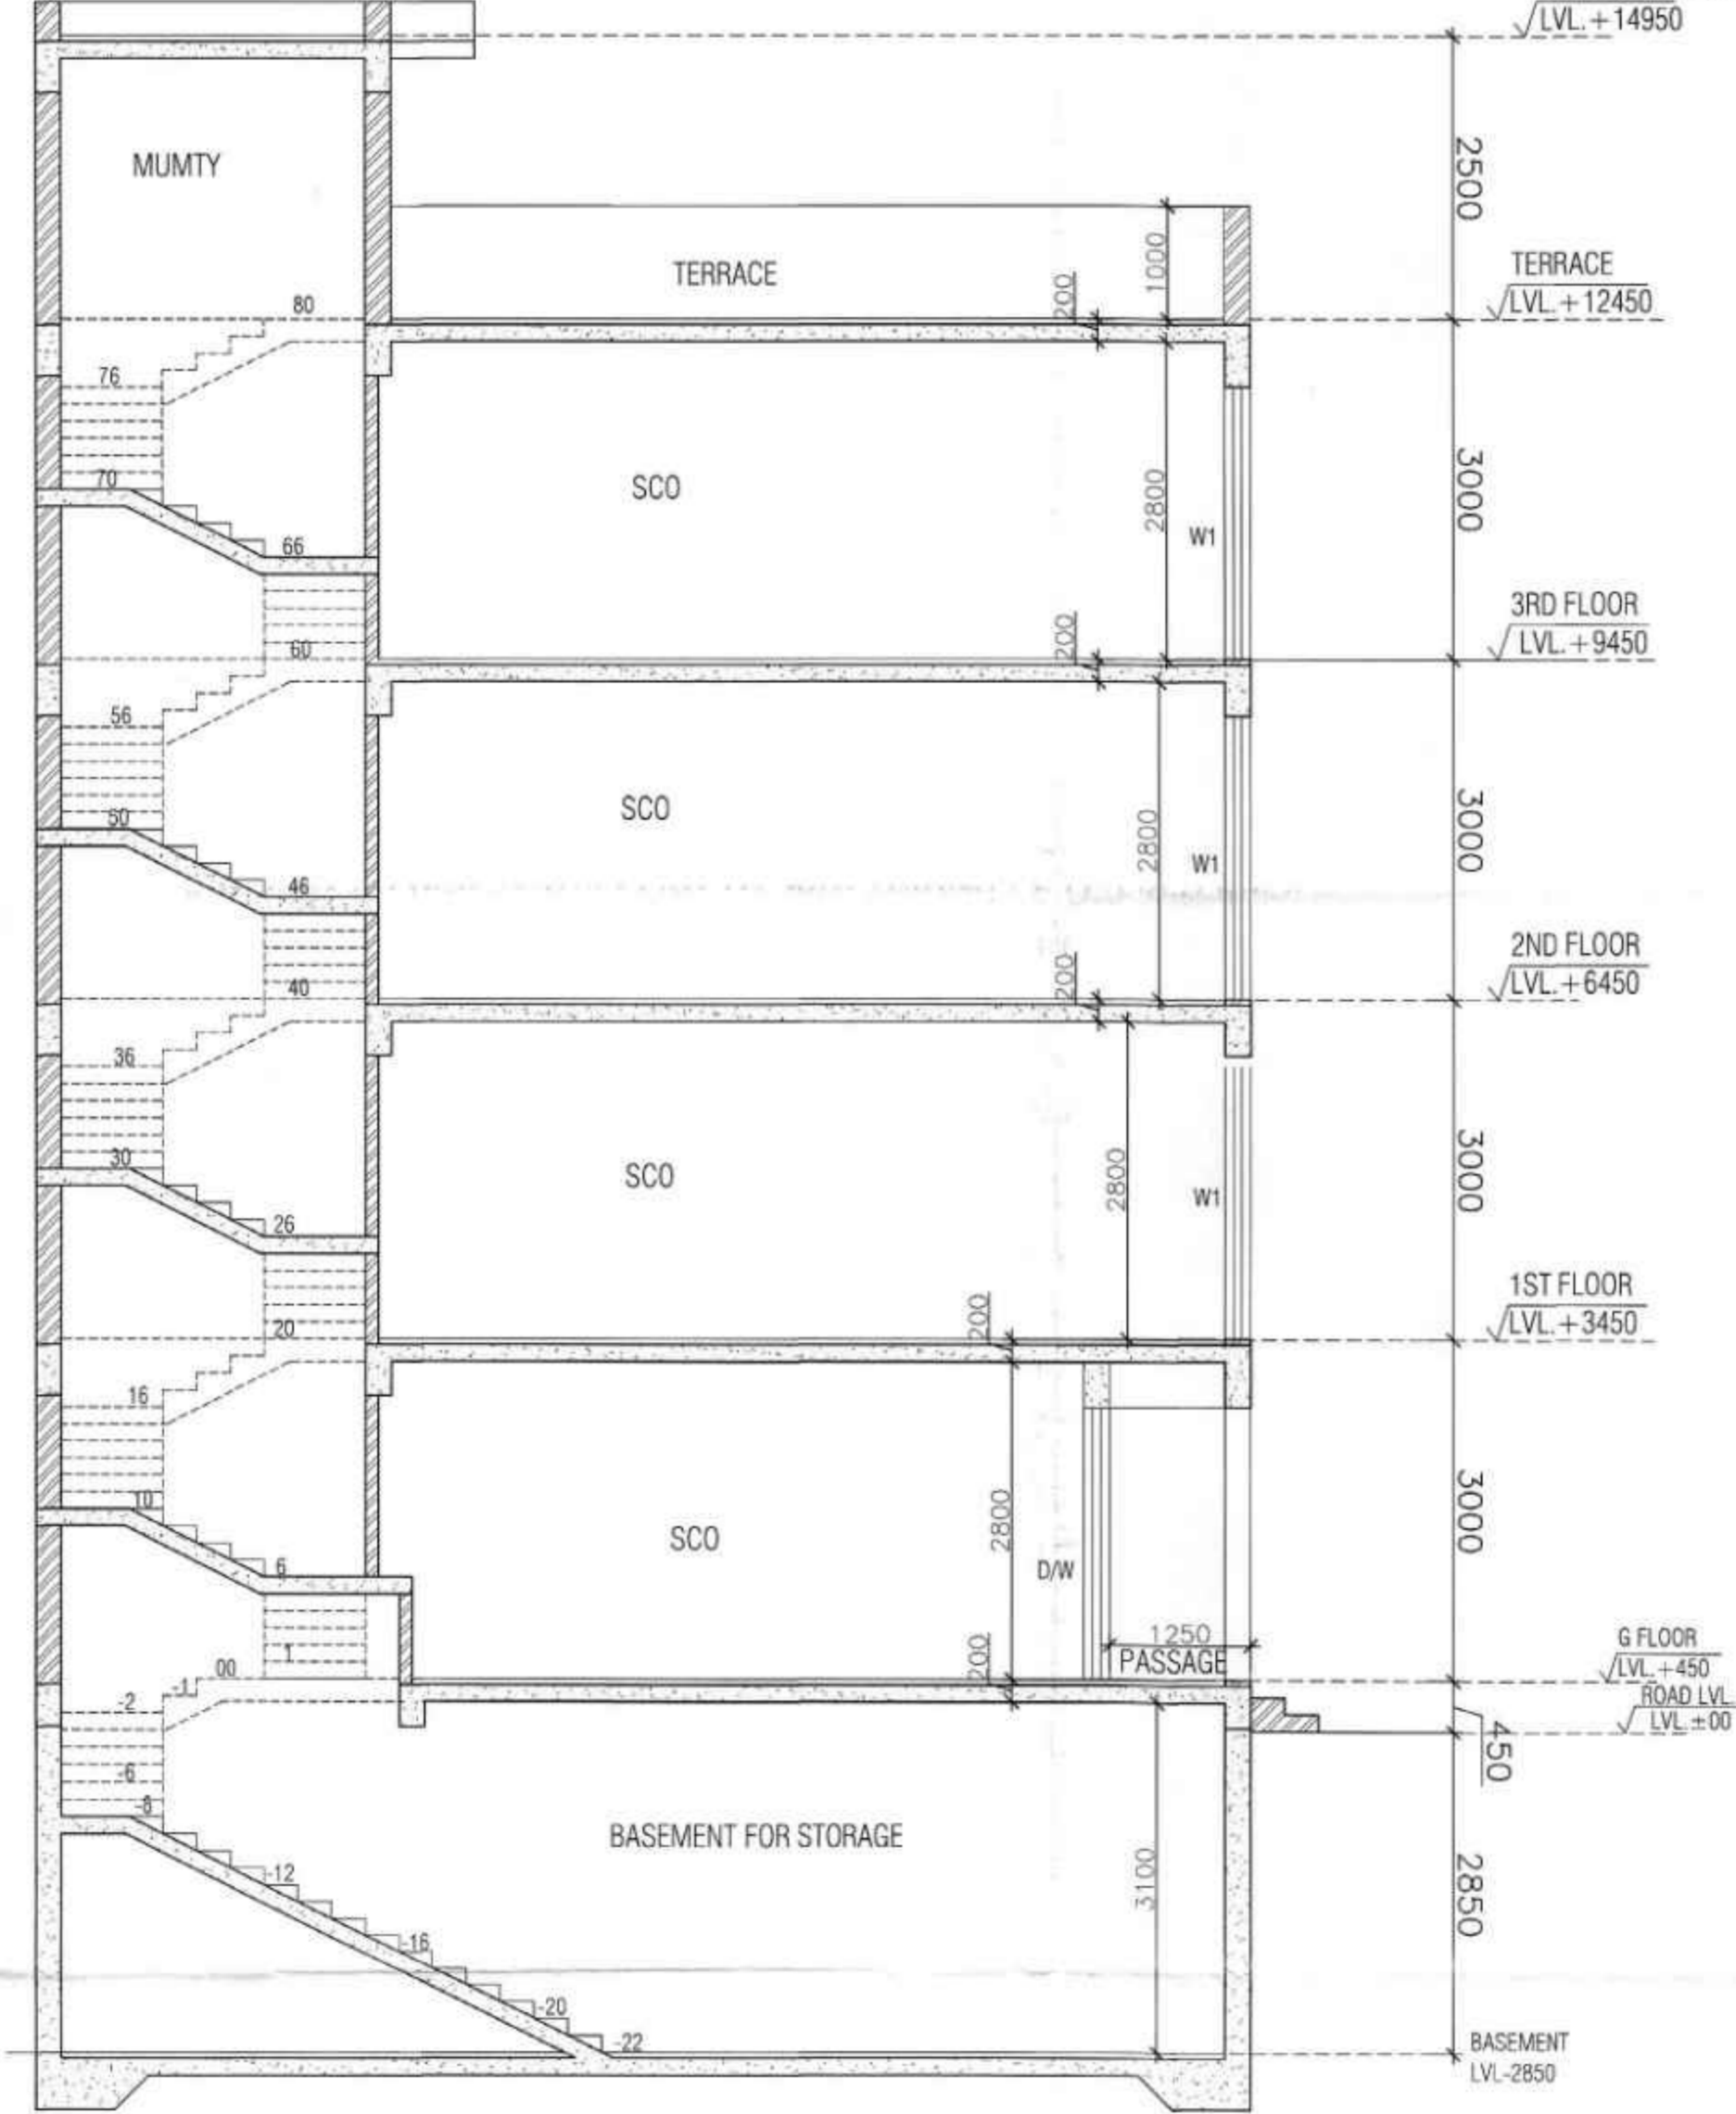 LVL.+14950
MUMTY
2500
TERRACE
1000
200
TERRACE
LVL.+12450
80
76
SCO
2800
3000
W1
70
66
200
3RD FLOOR
LVL.+9450
60
56
SCO
2800
3000
W1
50
46
200
2ND FLOOR
LVL.+6450
40
36
SCO
2800
3000
W1
30
26
200
1ST FLOOR
LVL.+3450
20
16
SCO
2800
3000
D/W
10
6
1250
PASSAGE
200
G FLOOR
LVL.+450
1
00
-1
-2
ROAD LVL.
LVL.±00
450
-6
-8
BASEMENT FOR STORAGE
3100
2850
-12
-16
-20
-22
BASEMENT
LVL-2850